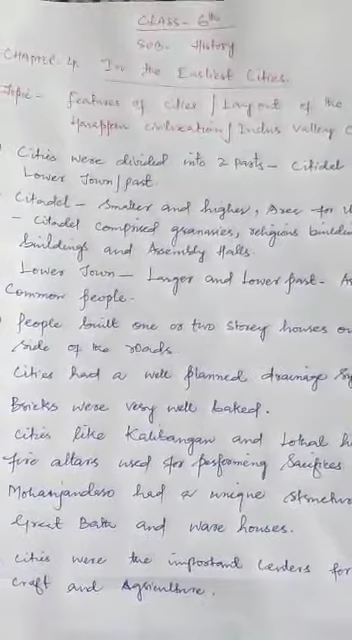 CLASS- 6th
SUB- History
CHAPTER-4. In the Earliest Cities.
Topic- Features of cities / Layout of the
Harappan civilization / Indus Valley C
Cities were divided into 2 parts - Citidel
Lower Town / past.
Citadel - Smaller and higher, Area for
- Citadel comprised granaries, religious buildin
buildings and Assembly Halls.
Lower Town - Larger and Lower part - A
Common people.
People built one or two storey houses
side of the roads.
Cities had a well planned drainage Sy
Bricks were very well baked.
Cities like Kalibangan and Lothal h
fire altars used for performing Sacrifices
Mohanjandaro had a unique
Great Bath and ware houses.
Cities were the important centers for
craft and Agriculture.